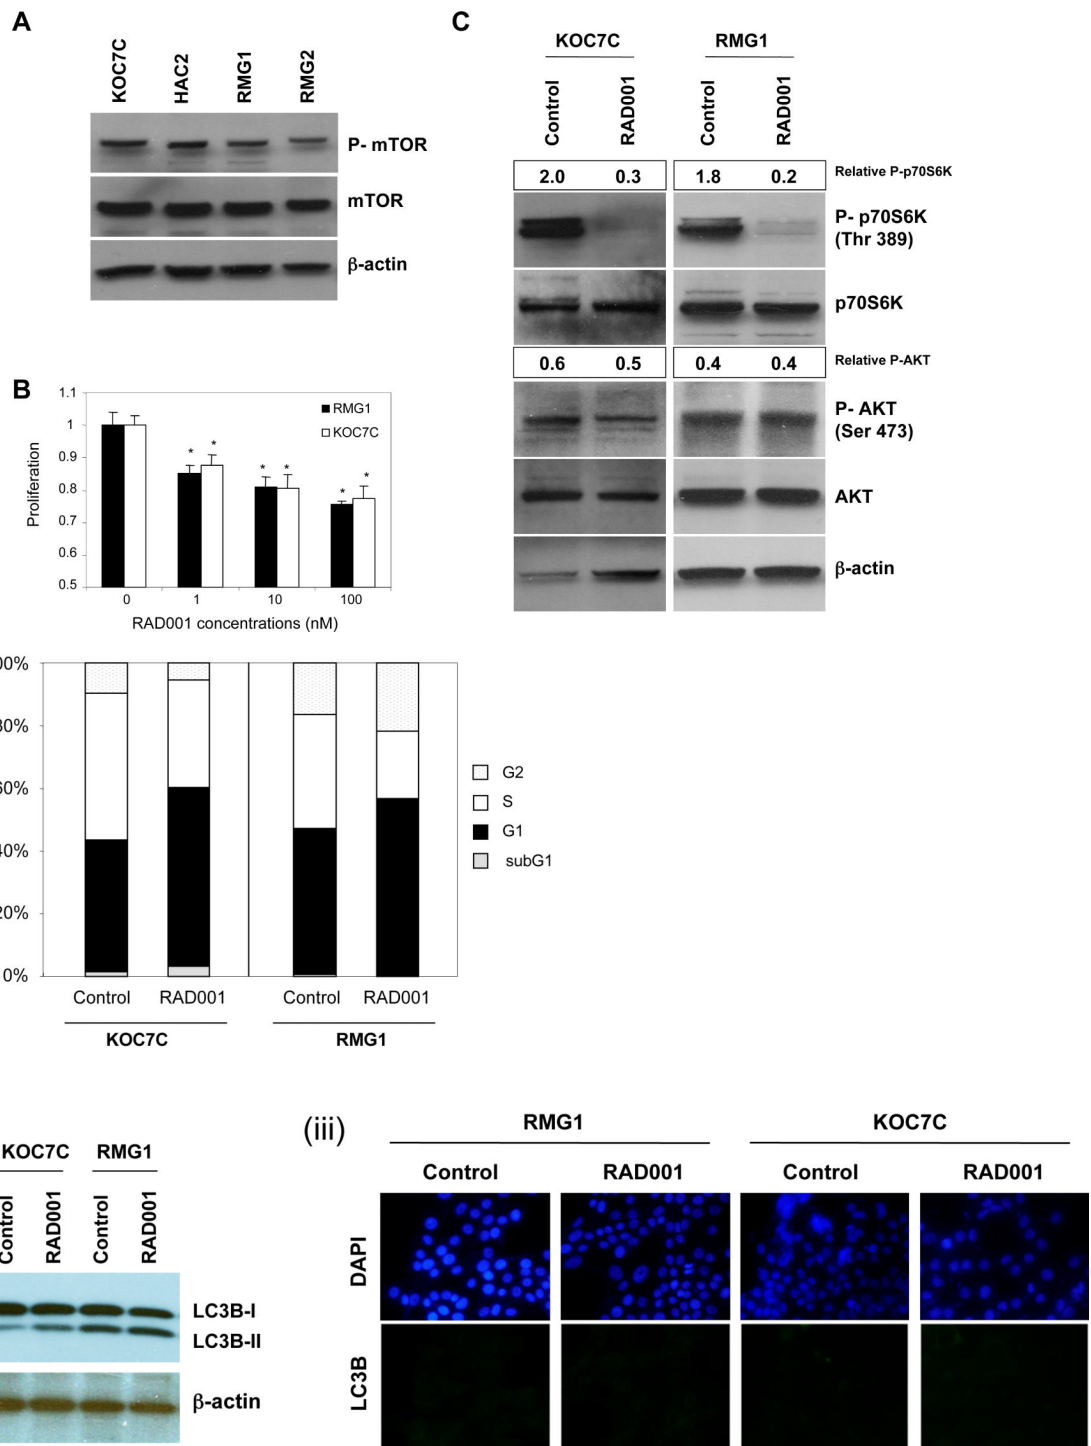 A
KOC7C
HAC2
RMG1
RMG2
P- mTOR
mTOR
β-actin
B
1.1
1
0.9
0.8
0.7
0.6
0.5
Proliferation
RMG1
KOC7C
* * * * * *
0 1 10 100
RAD001 concentrations (nM)
C
KOC7C RMG1
Control RAD001 Control RAD001
2.0 0.3 1.8 0.2 Relative P-p70S6K
P- p70S6K
(Thr 389)
p70S6K
0.6 0.5 0.4 0.4 Relative P-AKT
P- AKT
(Ser 473)
AKT
β-actin
00%
80%
60%
40%
20%
0%
G2
S
G1
subG1
Control RAD001 Control RAD001
KOC7C RMG1
KOC7C RMG1
Control RAD001 Control RAD001
LC3B-I
LC3B-II
β-actin
(iii)
RMG1 KOC7C
Control RAD001 Control RAD001
DAPI
LC3B